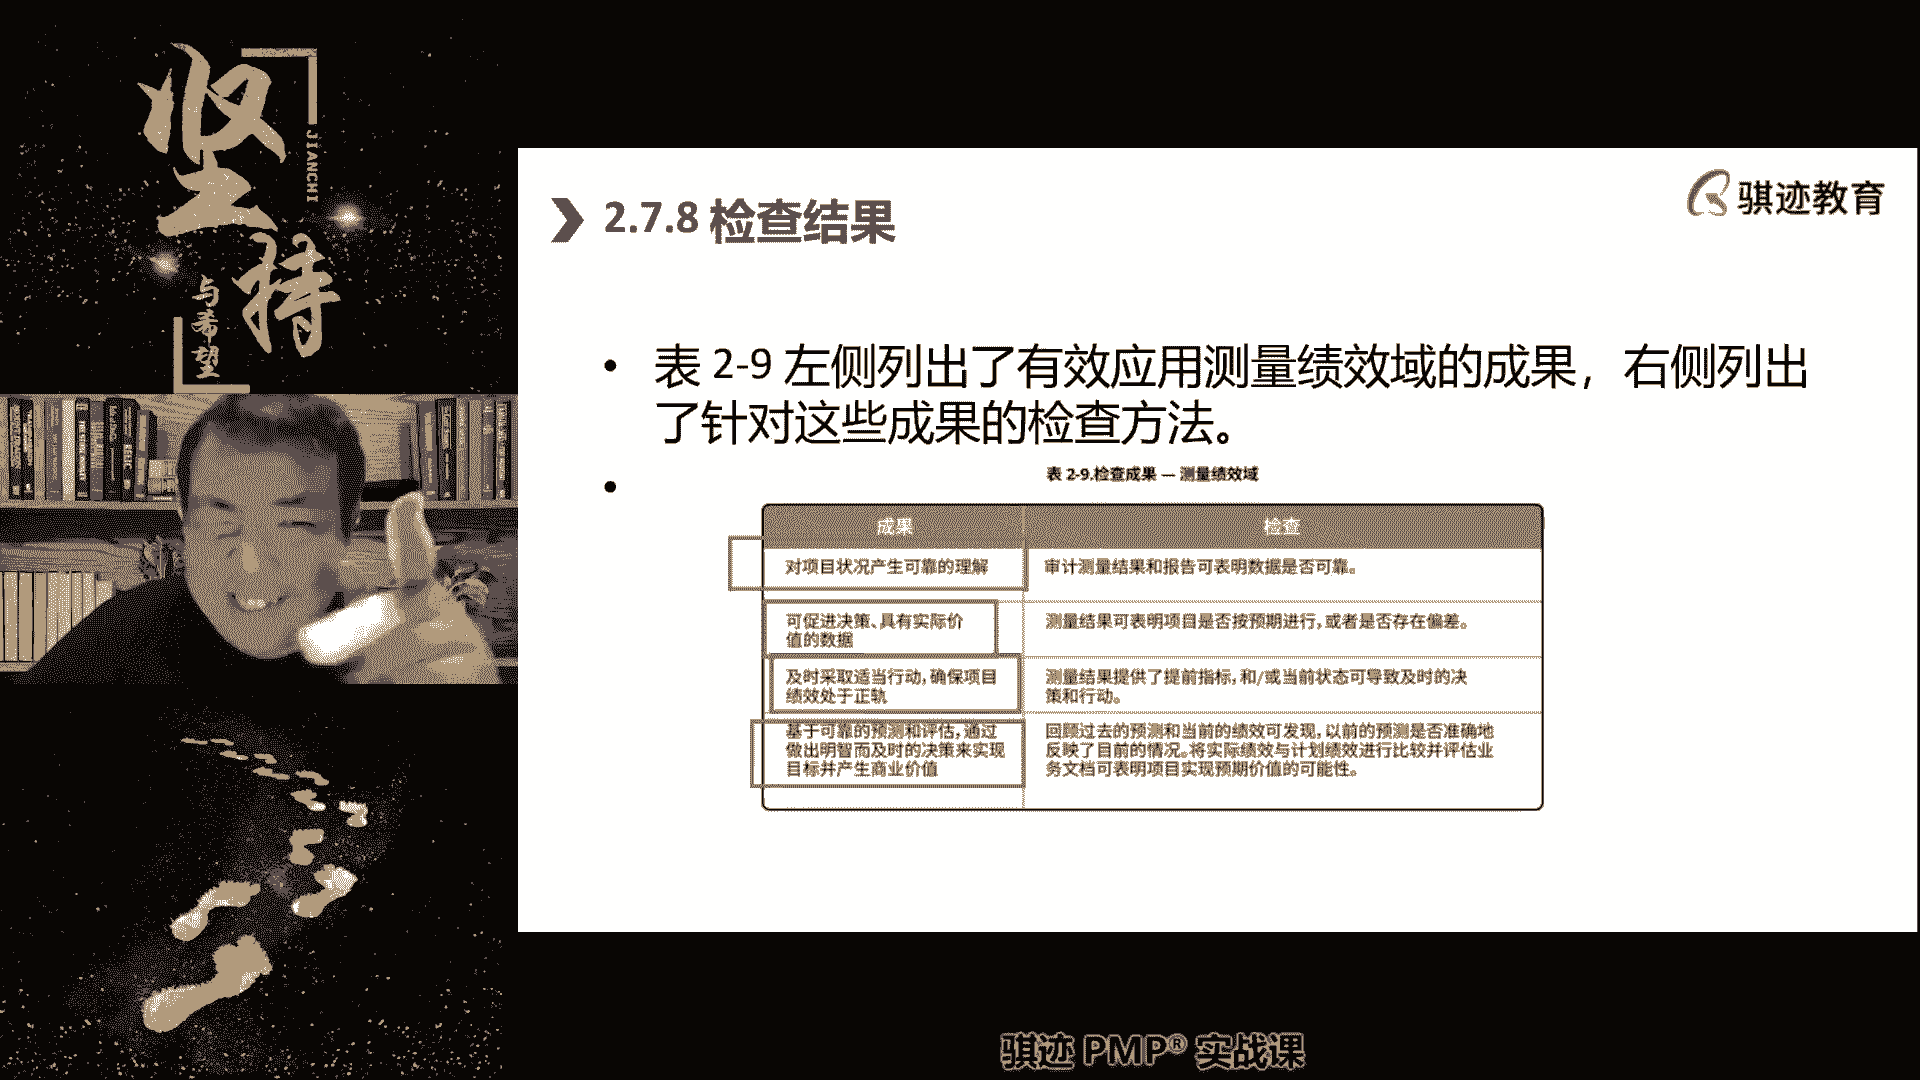 坚持
JIANCHI
与希望
骐迹教育
2.7.8 检查结果
• 表 2-9 左侧列出了有效应用测量绩效域的成果，右侧列出
了针对这些成果的检查方法。
•
表 2-9.检查成果 — 测量绩效域
成果
检查
对项目状况产生可靠的理解
审计测量结果和报告可表明数据是否可靠。
可促进决策、具有实际价
值的数据
测量结果可表明项目是否按预期进行，或者是否存在偏差。
及时采取适当行动，确保项目
绩效处于正轨
测量结果提供了提前指标，和/或当前状态可导致及时的决
策和行动。
基于可靠的预测和评估，通过
做出明智而及时的决策来实现
目标并产生商业价值
回顾过去的预测和当前的绩效可发现，以前的预测是否准确地
反映了目前的情况。将实际绩效与计划绩效进行比较并评估业
务文档可表明项目实现预期价值的可能性。
骐迹 PMP® 实战课